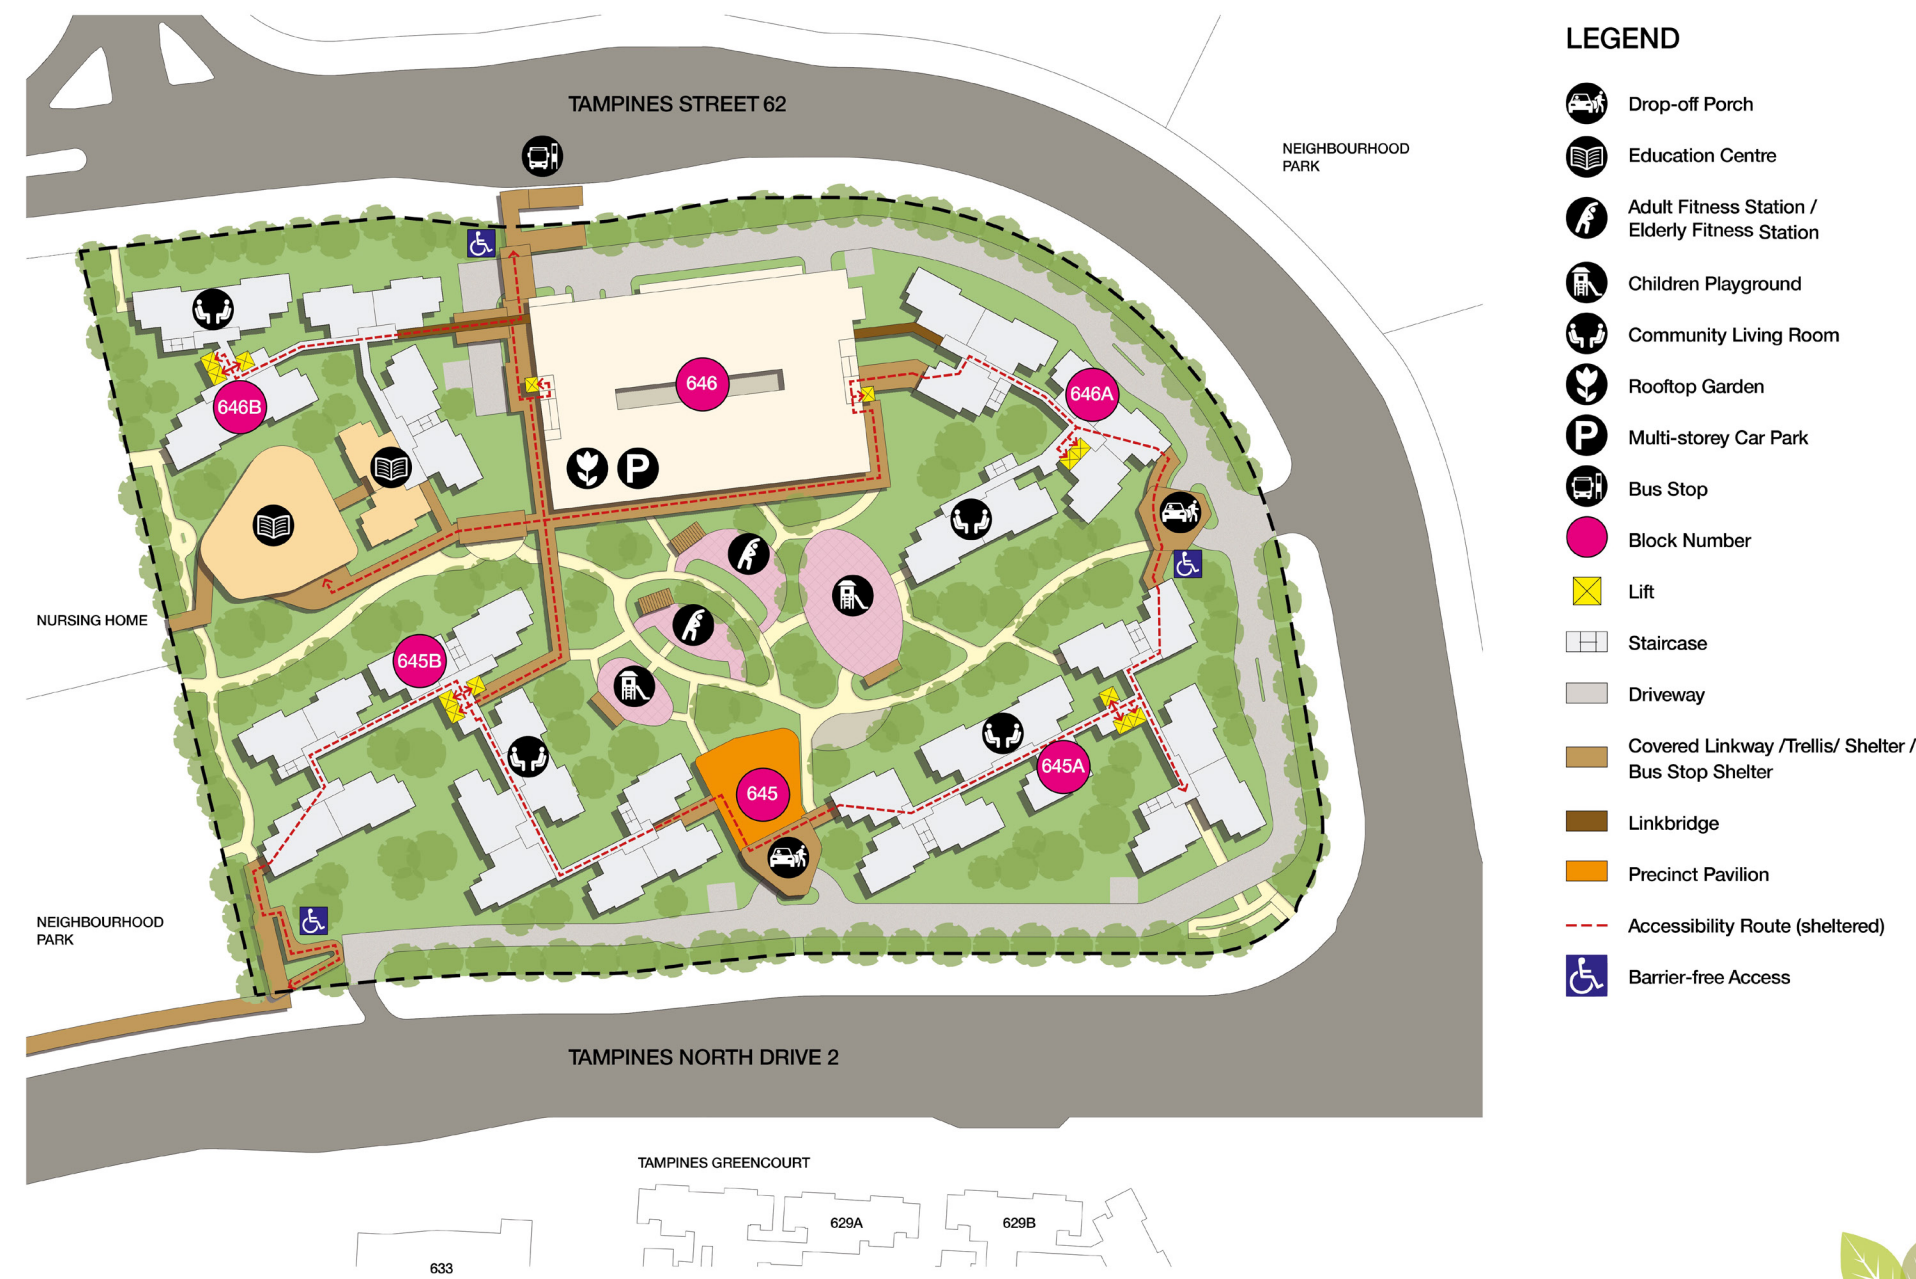 TAMPINES STREET 62
NEIGHBOURHOOD
PARK
646B
646
646A
NURSING HOME
645B
645A
645
NEIGHBOURHOOD
PARK
TAMPINES NORTH DRIVE 2
TAMPINES GREENCOURT
629A
629B
633
P
LEGEND
Drop-off Porch
Education Centre
Adult Fitness Station /
Elderly Fitness Station
Children Playground
Community Living Room
Rooftop Garden
P
Multi-storey Car Park
Bus Stop
Block Number
Lift
Staircase
Driveway
Covered Linkway /Trellis/ Shelter /
Bus Stop Shelter
Linkbridge
Precinct Pavilion
Accessibility Route (sheltered)
Barrier-free Access